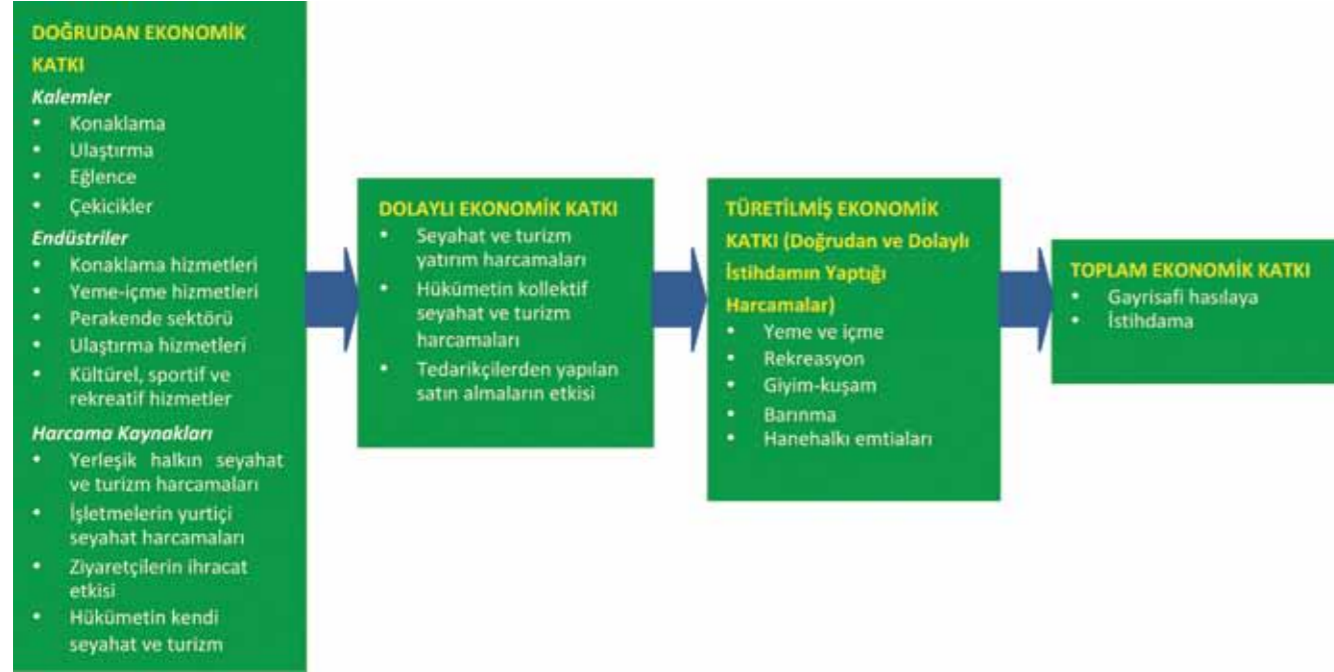 DOĞRUDAN EKONOMİK
KATKI
Kalemler
• Konaklama
• Ulaştırma
• Eğlence
• Çekicikler
Endüstriler
• Konaklama hizmetleri
• Yeme-içme hizmetleri
• Perakende sektörü
• Ulaştırma hizmetleri
• Kültürel, sportif ve
rekreatif hizmetler
Harcama Kaynakları
• Yerleşik halkın seyahat
ve turizm harcamaları
• İşletmelerin yurtiçi
seyahat harcamaları
• Ziyaretçilerin ihracat
etkisi
• Hükümetin kendi
seyahat ve turizm
DOLAYLI EKONOMİK KATKI
• Seyahat ve turizm
yatırım harcamaları
• Hükümetin kollektif
seyahat ve turizm
harcamaları
• Tedarikçilerden yapılan
satın almaların etkisi
TÜRETİLMİŞ EKONOMİK
KATKI (Doğrudan ve Dolaylı
İstihdamın Yaptığı
Harcamalar)
• Yeme ve içme
• Rekreasyon
• Giyim-kuşam
• Barınma
• Hanehalkı emtiaları
TOPLAM EKONOMİK KATKI
• Gayrisafi hasılaya
• İstihdama